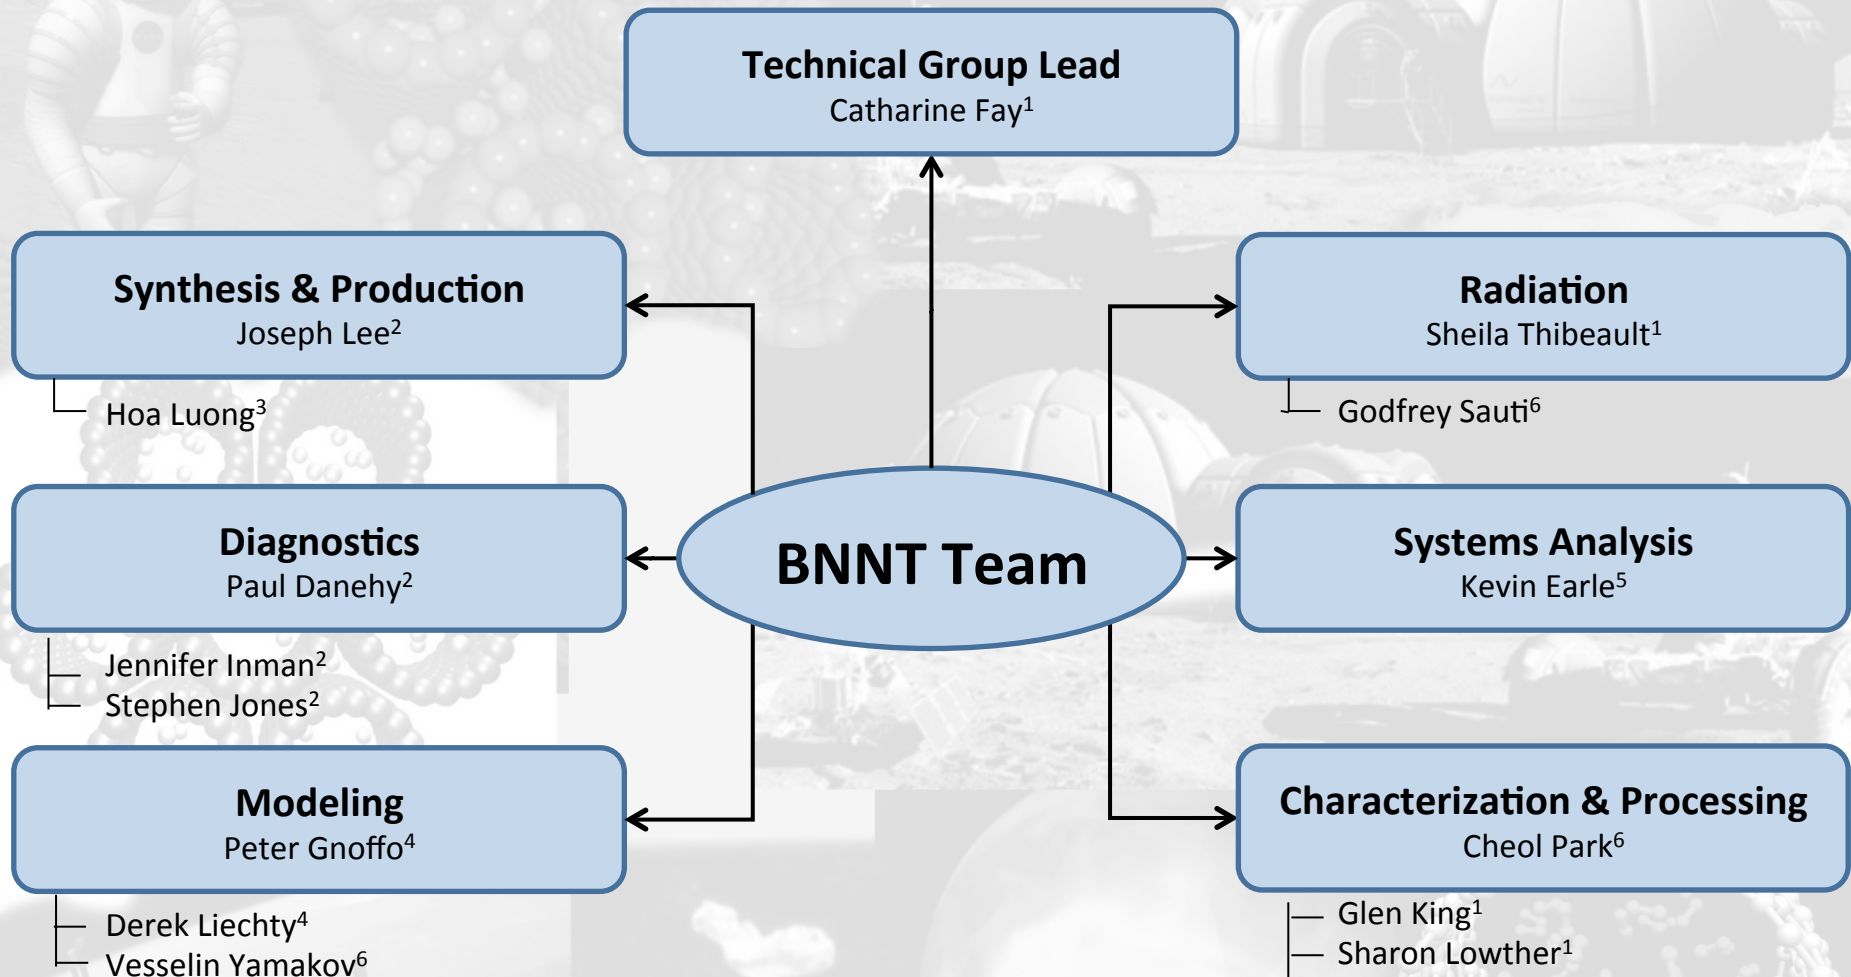 Technical Group Lead
Catharine Fay¹
Synthesis & Production
Joseph Lee²
Hoa Luong³
Diagnostics
Paul Danehy²
Jennifer Inman²
Stephen Jones²
Modeling
Peter Gnoffo⁴
Derek Liechty⁴
Vesselin Yamakov⁶
BNNT Team
Radiation
Sheila Thibeault¹
Godfrey Sauti⁶
Systems Analysis
Kevin Earle⁵
Characterization & Processing
Cheol Park⁶
Glen King¹
Sharon Lowther¹